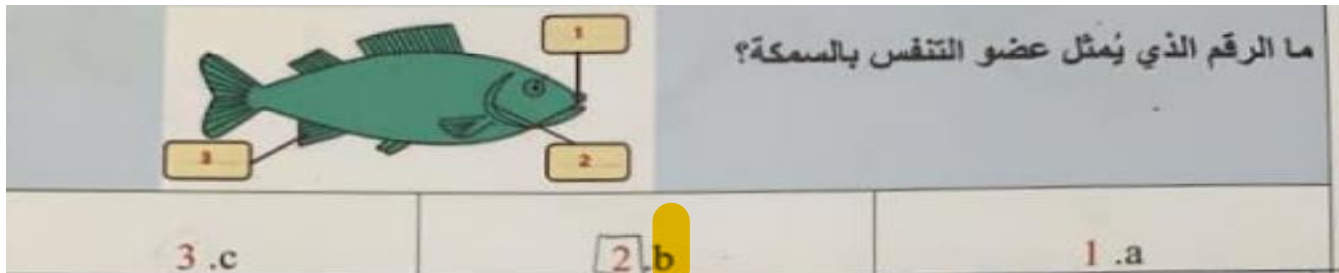 ما الرقم الذي يُمثل عضو التنفس بالسمكة؟
1
2
3
1 .a
2 .b
3 .c